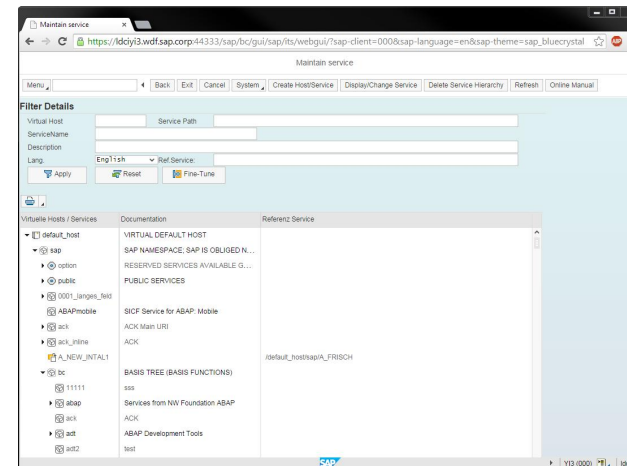 Maintain service
https://ldciyi3.wdf.sap.corp:44333/sap/bc/gui/sap/its/webgui/?sap-client=000&sap-language=en&sap-theme=sap_bluecrystal
Maintain service
Menu Back Exit Cancel System Create Host/Service Display/Change Service Delete Service Hierarchy Refresh Online Manual
Filter Details
Virtual Host Service Path
ServiceName
Description
Lang. English Ref.Service:
Apply Reset Fine-Tune
Virtuelle Hosts / Services Documentation Referenz Service
default_host VIRTUAL DEFAULT HOST
sap SAP NAMESPACE; SAP IS OBLIGED N...
option RESERVED SERVICES AVAILABLE G...
public PUBLIC SERVICES
0001_langes_feld
ABAPmobile SICF Service for ABAP: Mobile
ack ACK Main URI
ack_inline ACK
A_NEW_INTAL1 /default_host/sap/A_FRISCH
bc BASIS TREE (BASIS FUNCTIONS)
11111 sss
abap Services from NW Foundation ABAP
ack ACK
adt ABAP Development Tools
adt2 test
SAP YI3 (000)